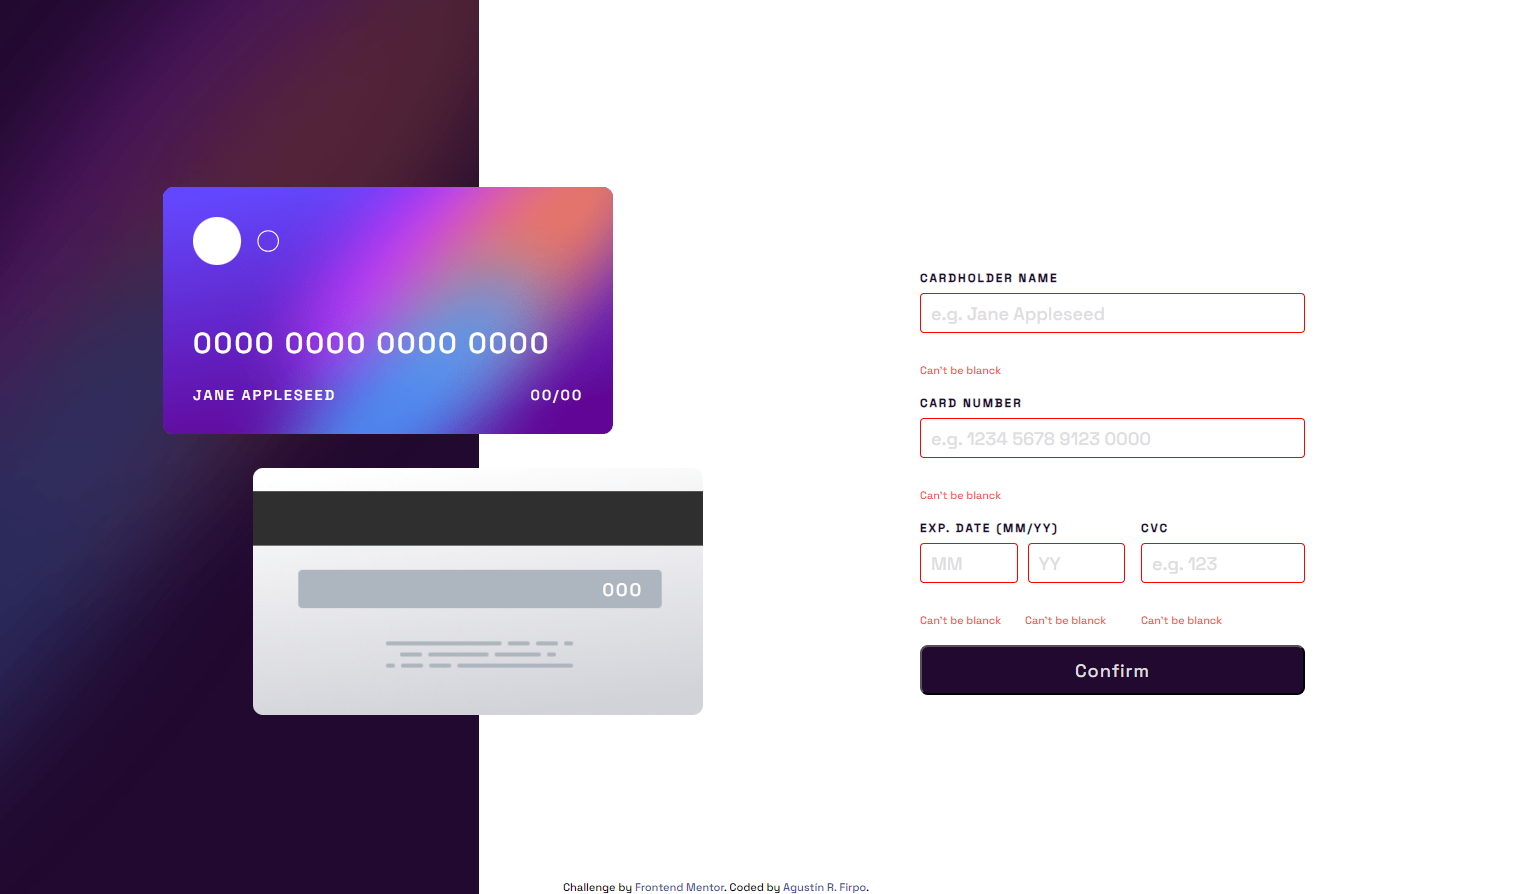 0000 0000 0000 0000
JANE APPLESEED 00/00
000
CARDHOLDER NAME
e.g. Jane Appleseed
Can't be blanck
CARD NUMBER
e.g. 1234 5678 9123 0000
Can't be blanck
EXP. DATE (MM/YY) CVC
MM YY e.g. 123
Can't be blanck Can't be blanck Can't be blanck
Confirm
Challenge by Frontend Mentor. Coded by Agustín R. Firpo.